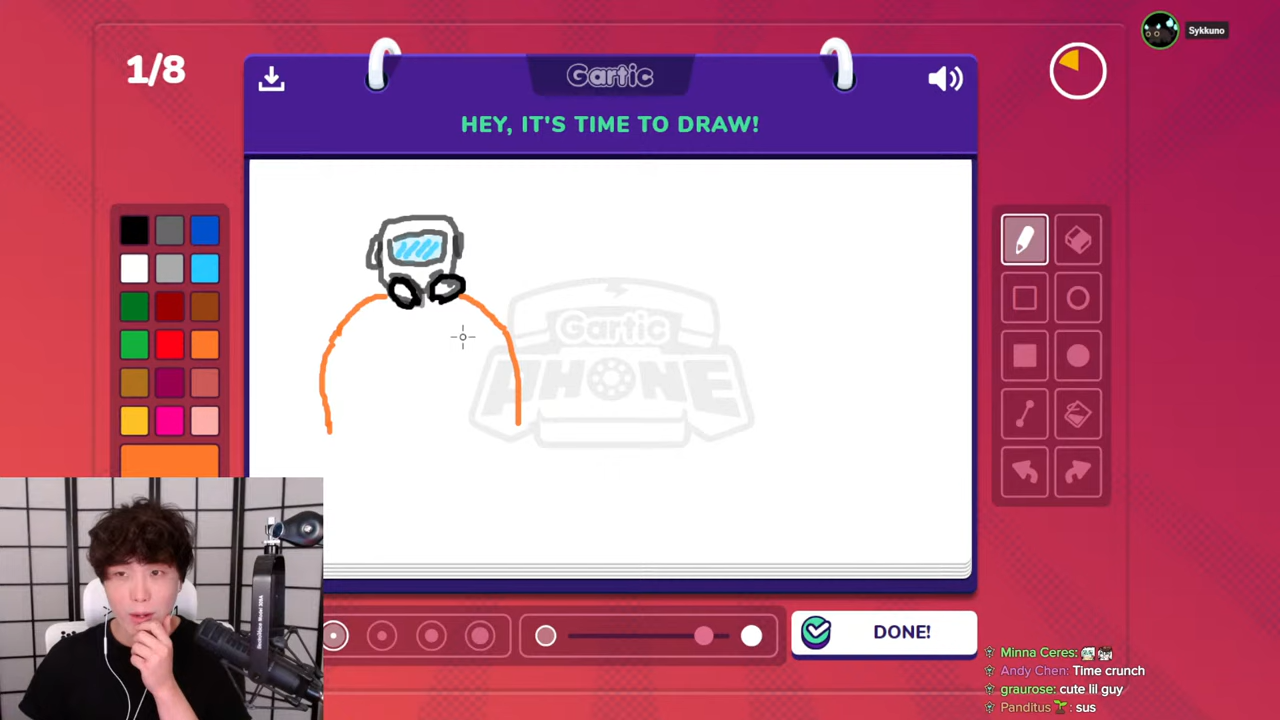 Sykkuno
1/8
Gartic
HEY, IT'S TIME TO DRAW!
Gartic
PHONE
DONE!
Minna Ceres:
Andy Chen: Time crunch
graurose: cute lil guy
Panditus : sus